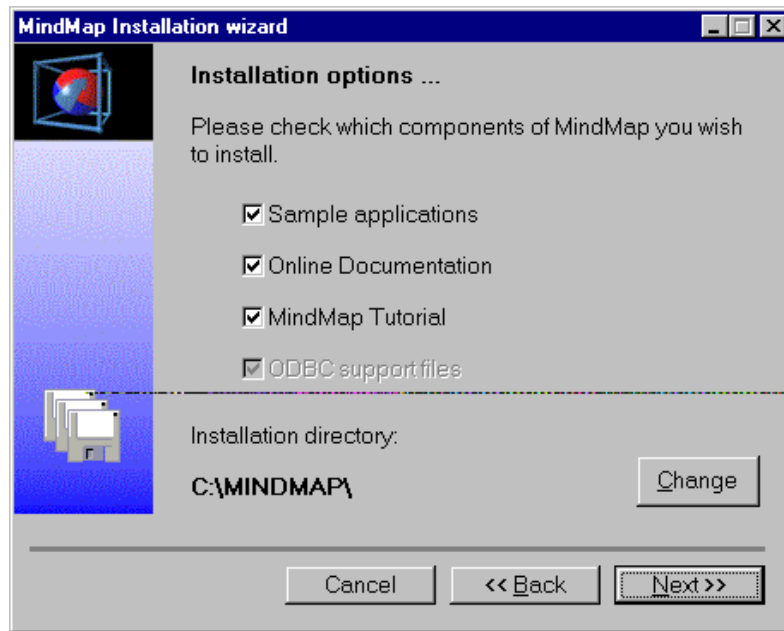 MindMap Installation wizard
Installation options ...
Please check which components of MindMap you wish
to install.
Sample applications
Online Documentation
MindMap Tutorial
ODBC support files
Installation directory:
C:\MINDMAP\
Change
Cancel
<< Back
Next >>